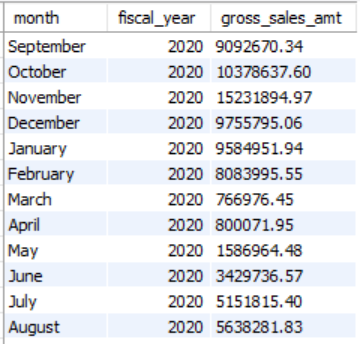 month fiscal_year gross_sales_amt
September 2020 9092670.34
October 2020 10378637.60
November 2020 15231894.97
December 2020 9755795.06
January 2020 9584951.94
February 2020 8083995.55
March 2020 766976.45
April 2020 800071.95
May 2020 1586964.48
June 2020 3429736.57
July 2020 5151815.40
August 2020 5638281.83